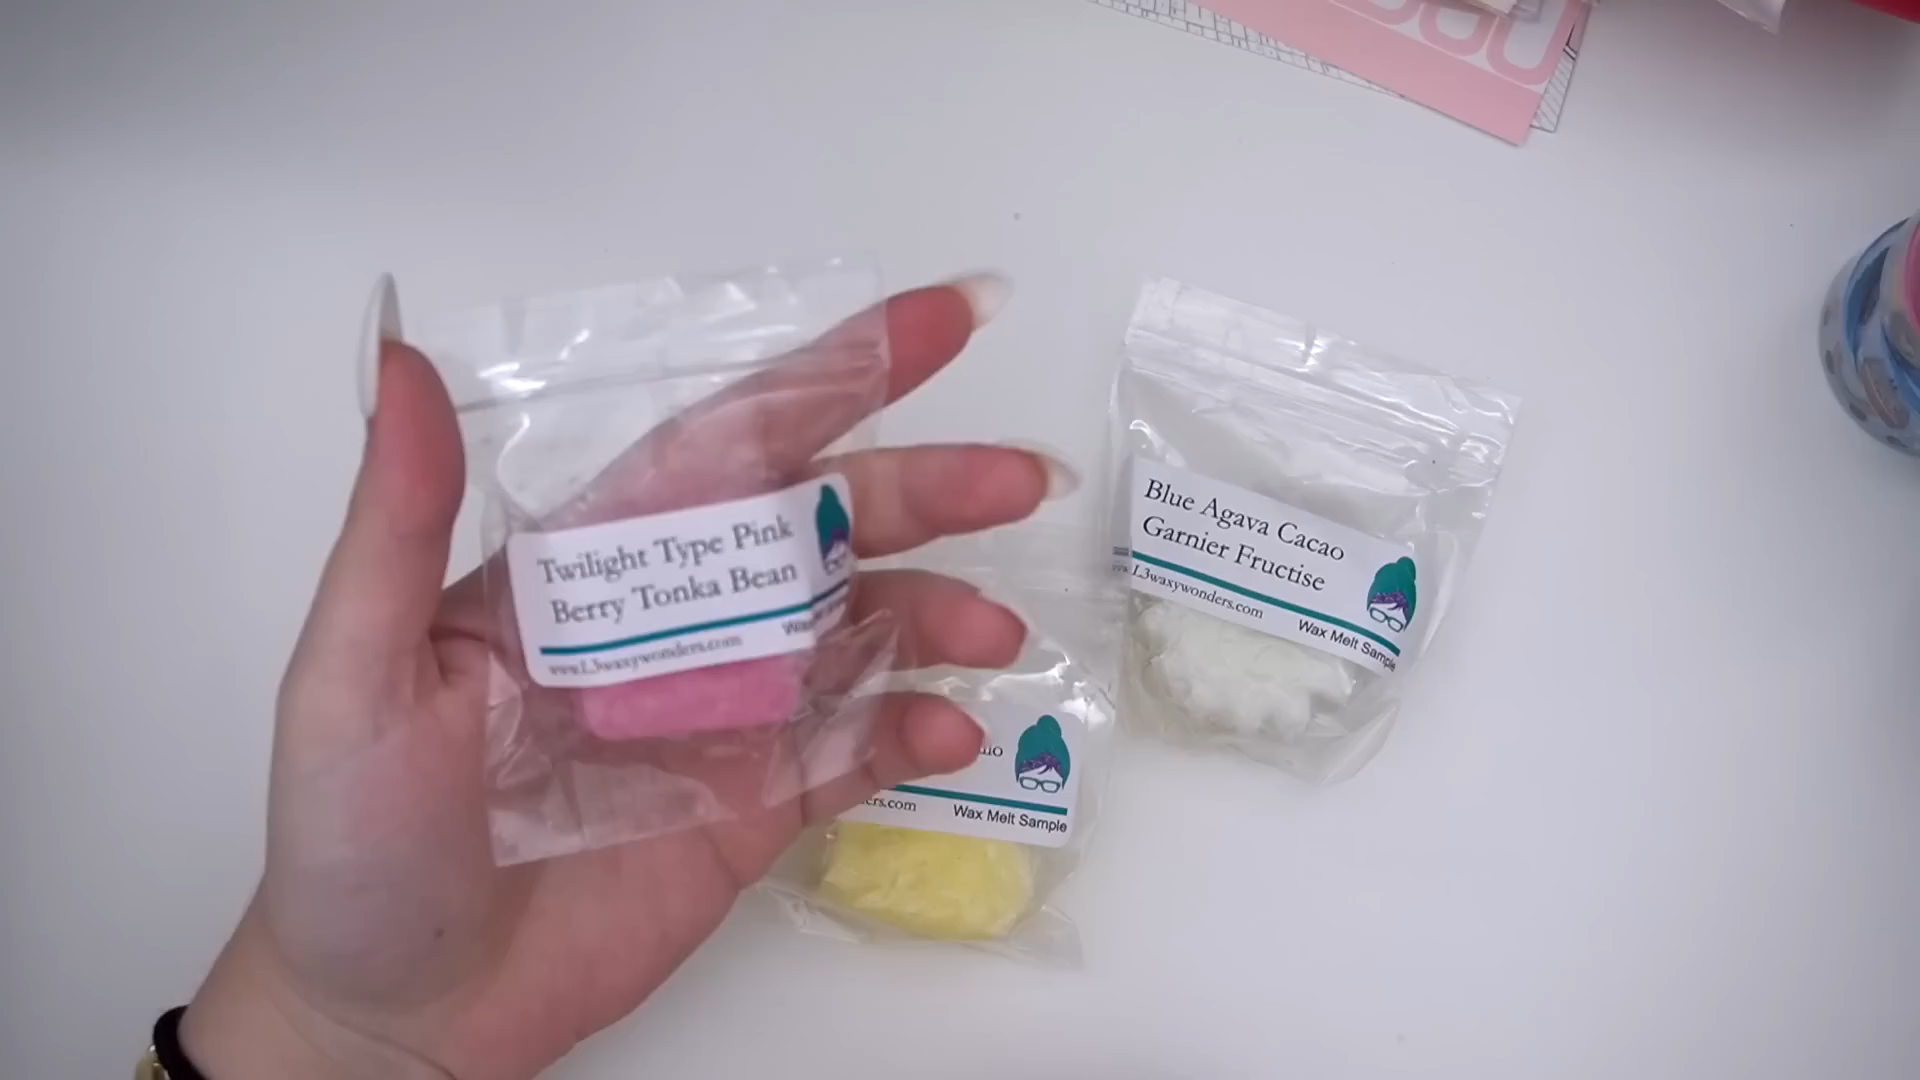 Twilight Type Pink
Berry Tonka Bean
www.L3waxywonders.com
Blue Agava Cacao
Garnier Fructise
www.L3waxywonders.com
Wax Melt Sample
Wax Melt Sample